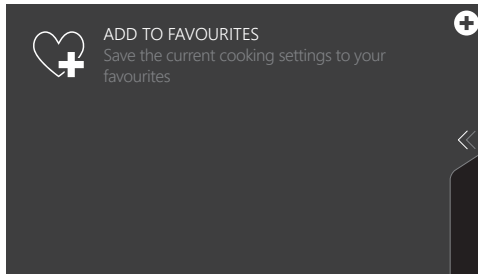 ADD TO FAVOURITES
Save the current cooking settings to your
favourites